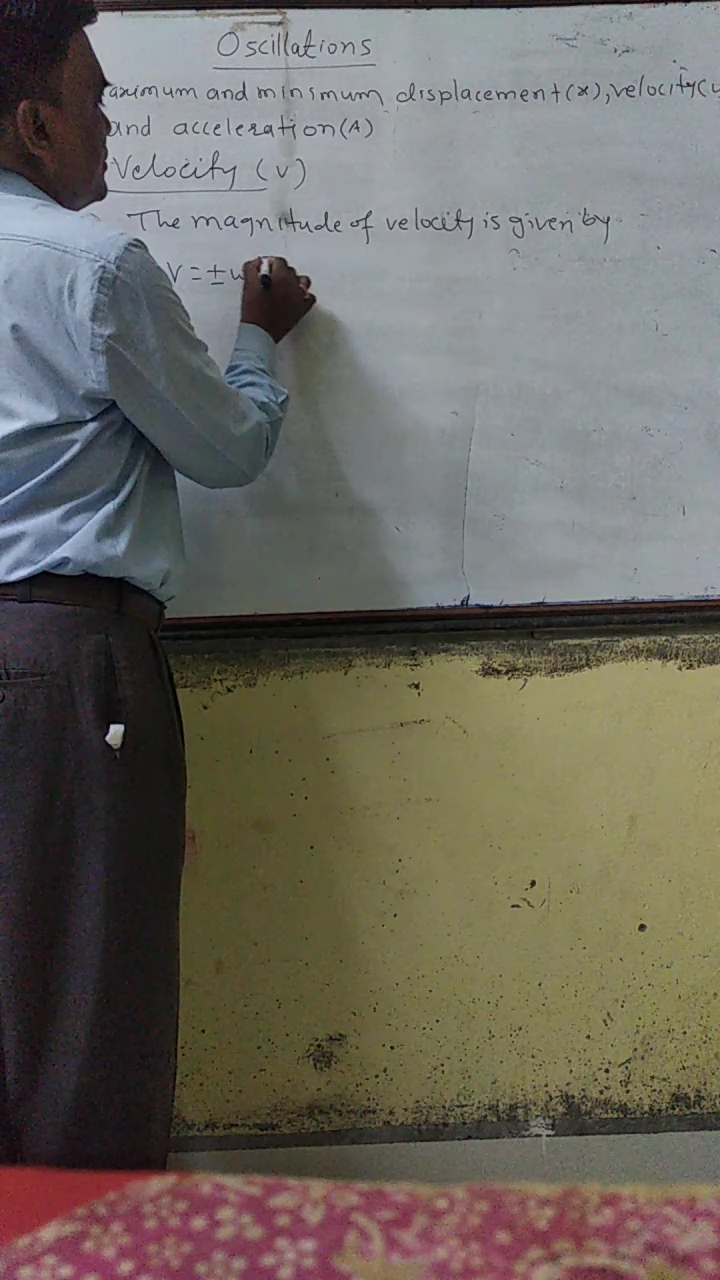 Oscillations
aximum and minimum displacement(x), velocity(v
and acceleration(A)
Velocity (v)
The magnitude of velocity is given by
V = ±w